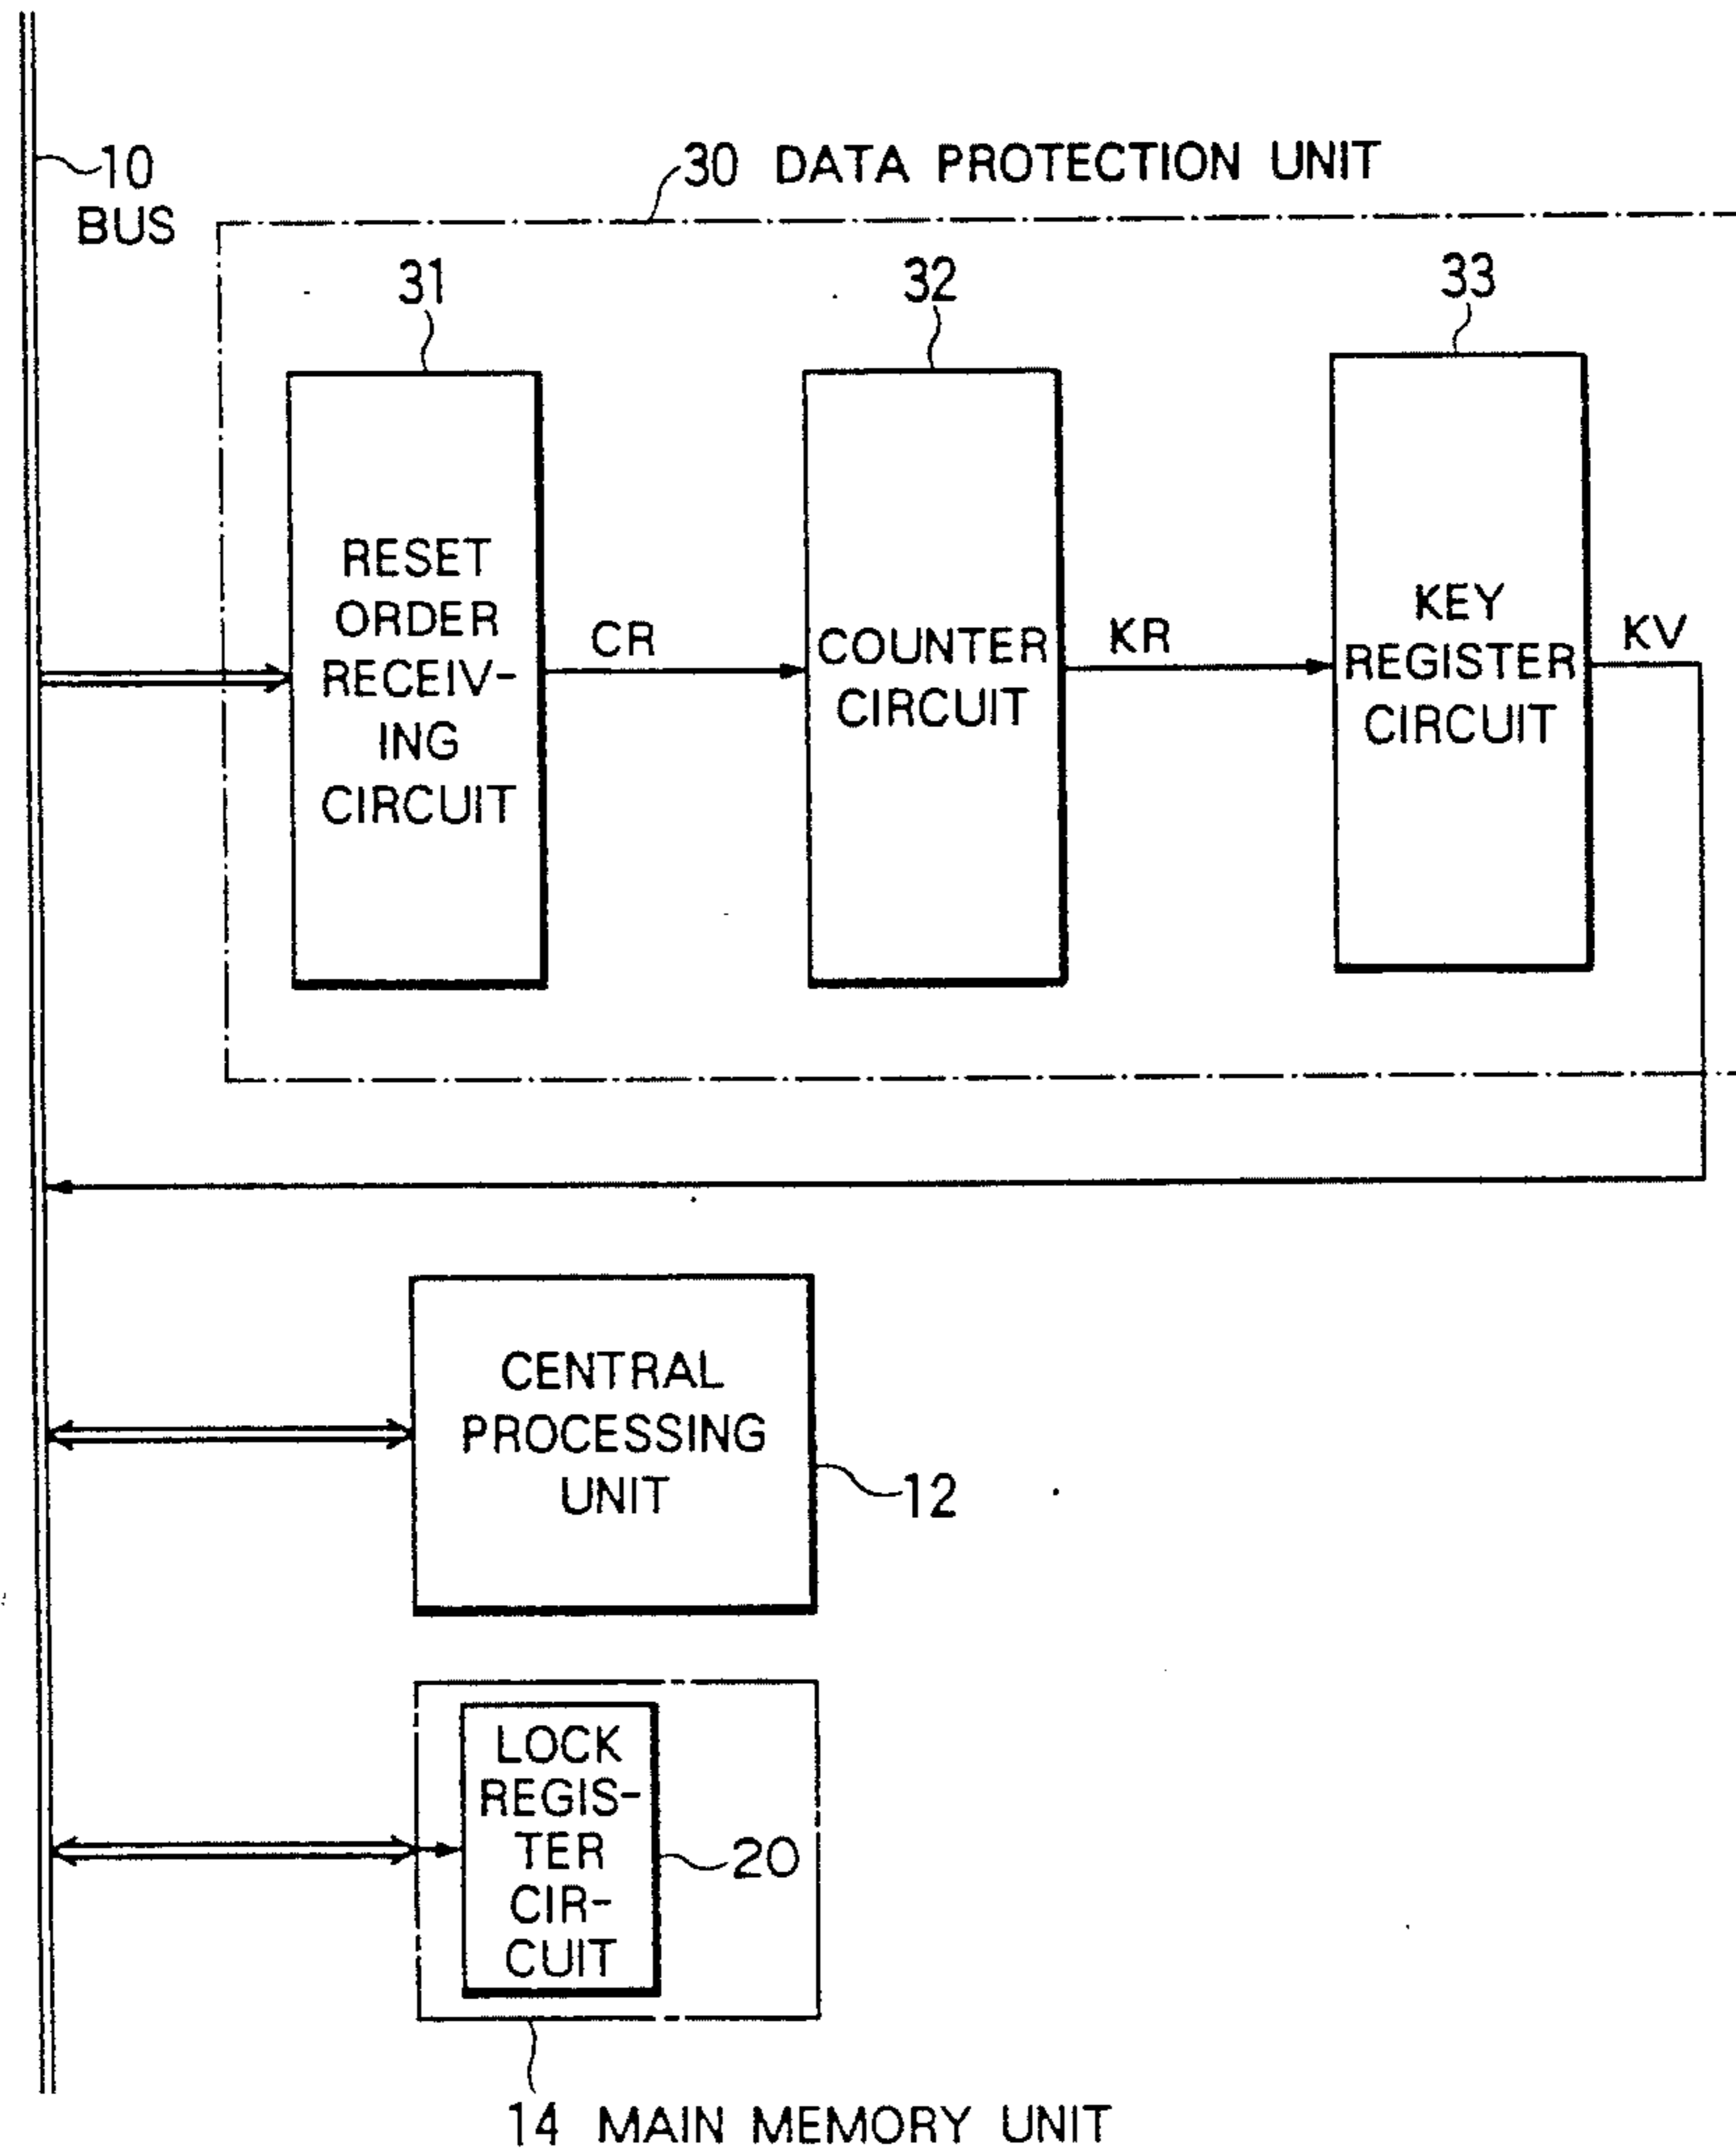 10
BUS
30 DATA PROTECTION UNIT
31
32
33
RESET
ORDER
RECEIV-
ING
CIRCUIT
CR
COUNTER
CIRCUIT
KR
KEY
REGISTER
CIRCUIT
KV
CENTRAL
PROCESSING
UNIT
12
LOCK
REGIS-
TER
CIR-
CUIT
20
14 MAIN MEMORY UNIT